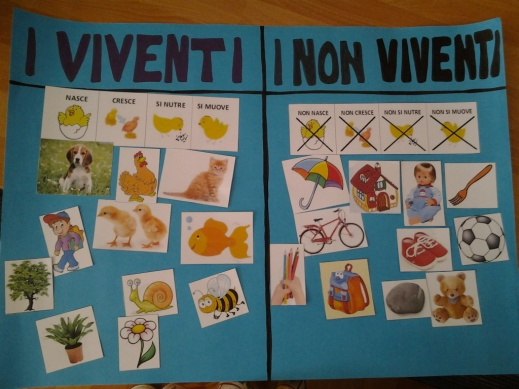 I VIVENTI
I NON VIVENTI
NASCE
CRESCE
SI NUTRE
SI MUOVE
NON NASCE
NON CRESCE
NON SI NUTRE
NON SI MUOVE